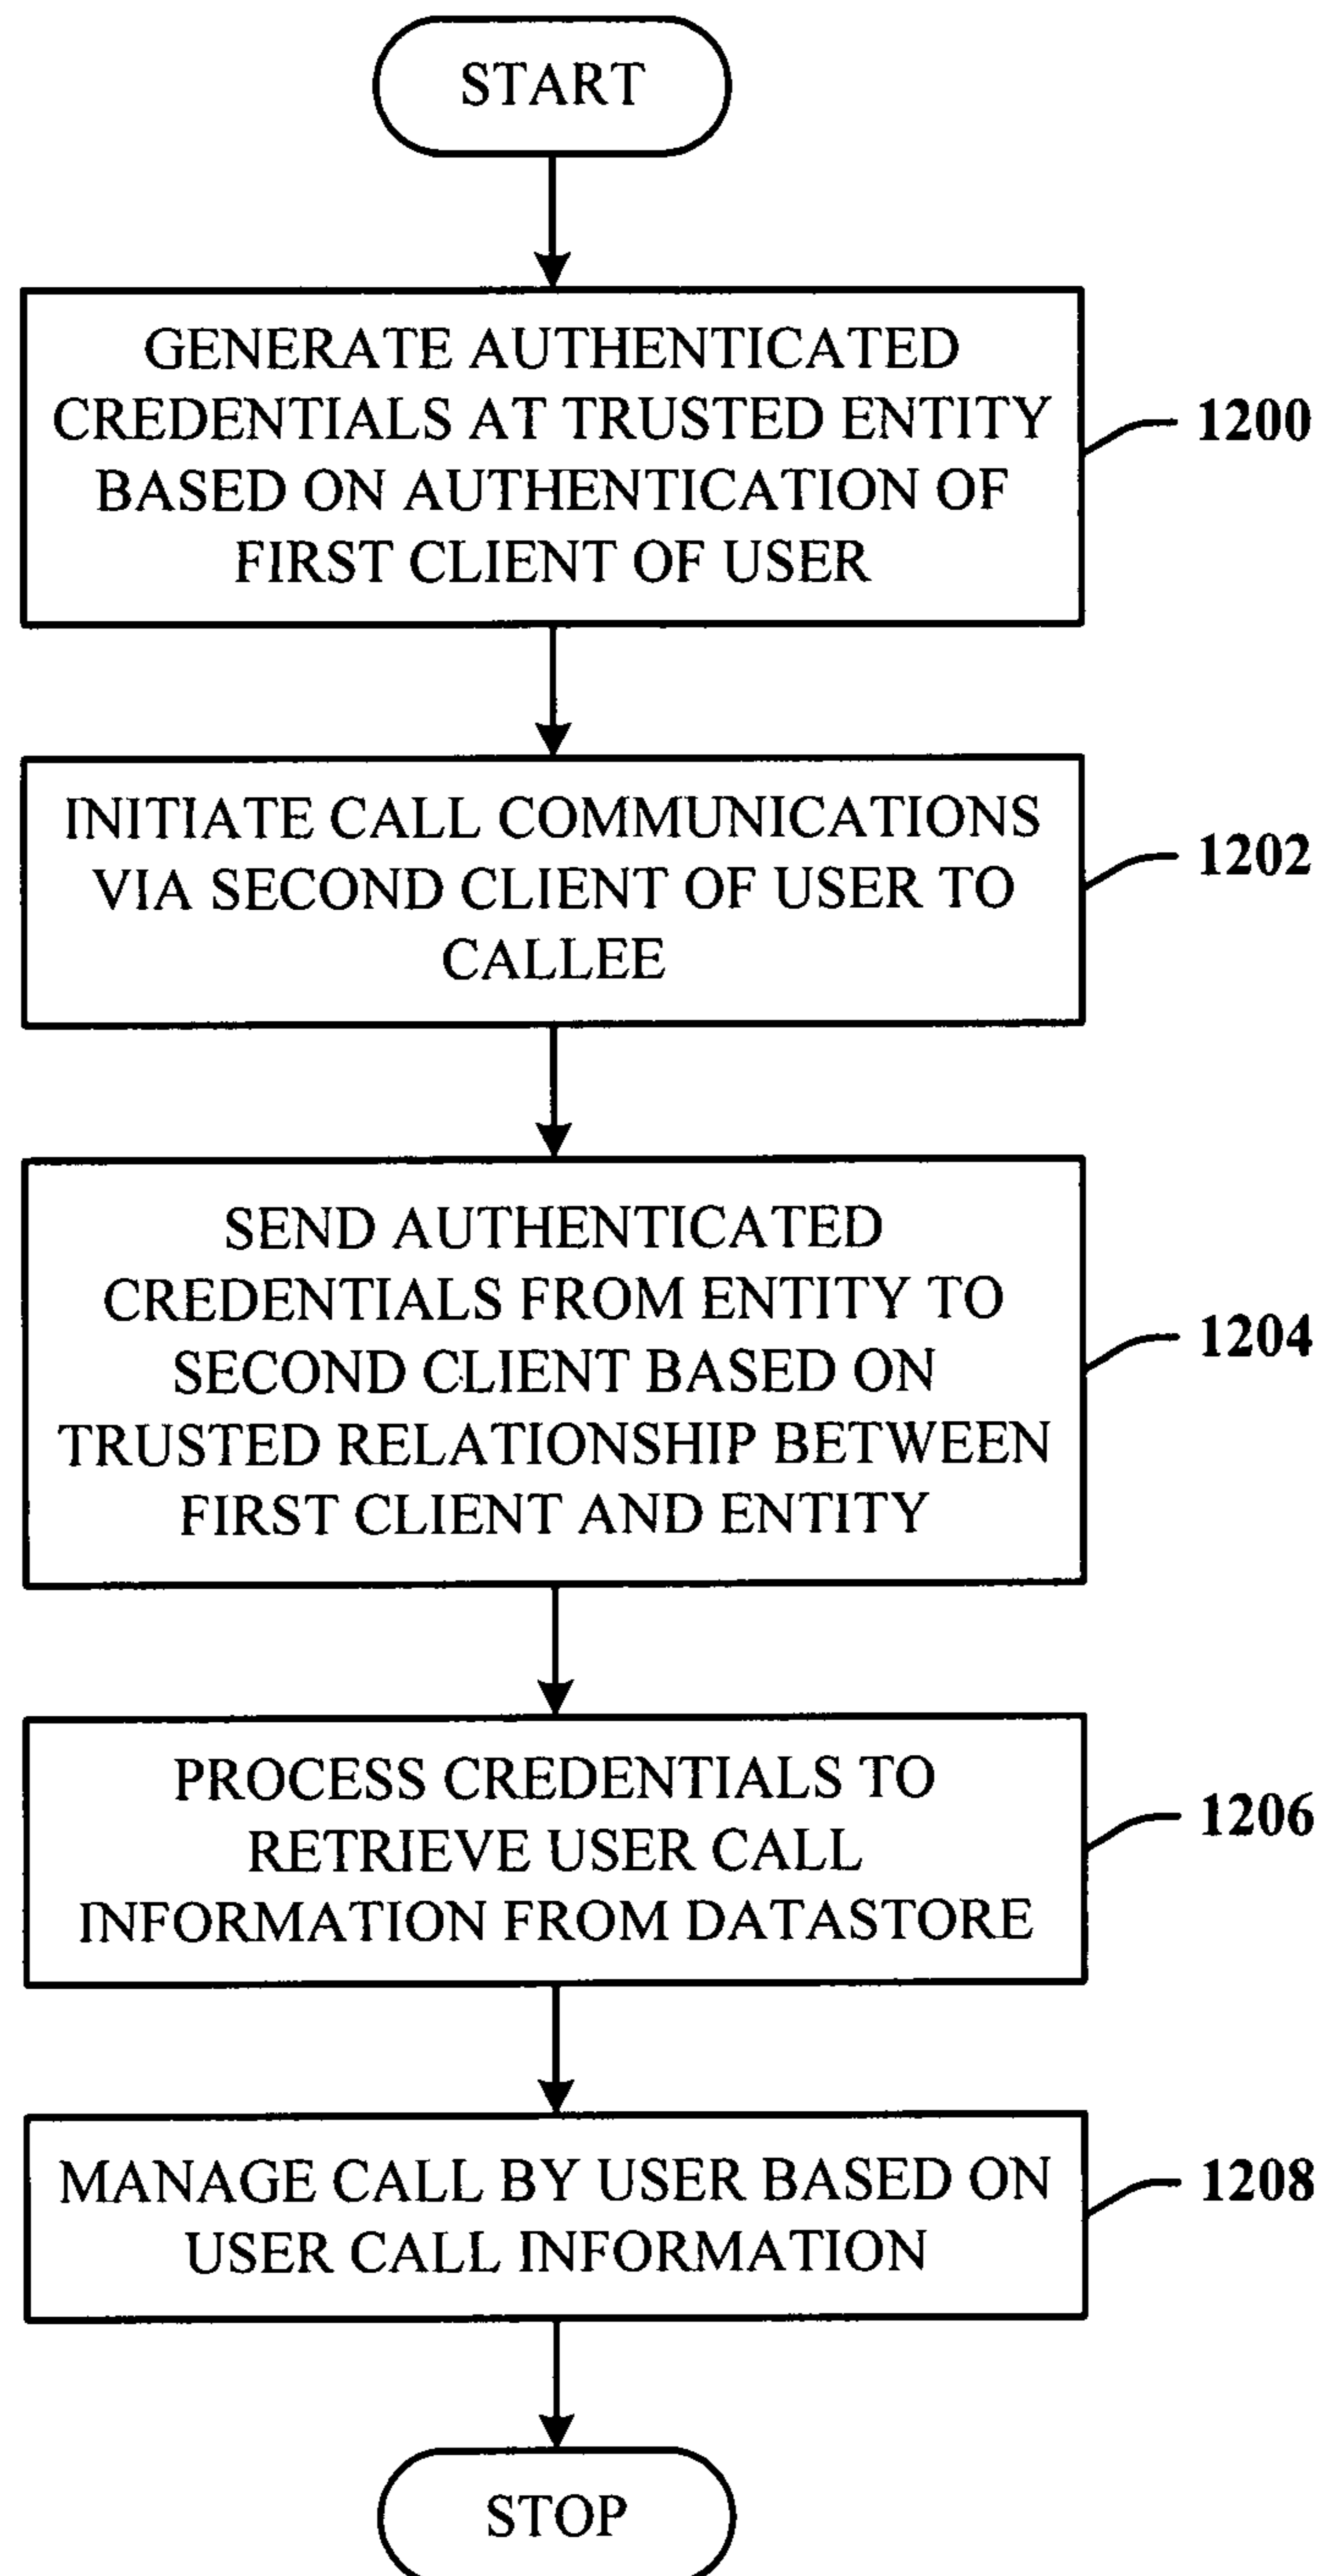 START
GENERATE AUTHENTICATED
CREDENTIALS AT TRUSTED ENTITY
BASED ON AUTHENTICATION OF
FIRST CLIENT OF USER
1200
INITIATE CALL COMMUNICATIONS
VIA SECOND CLIENT OF USER TO
CALLEE
1202
SEND AUTHENTICATED
CREDENTIALS FROM ENTITY TO
SECOND CLIENT BASED ON
TRUSTED RELATIONSHIP BETWEEN
FIRST CLIENT AND ENTITY
1204
PROCESS CREDENTIALS TO
RETRIEVE USER CALL
INFORMATION FROM DATASTORE
1206
MANAGE CALL BY USER BASED ON
USER CALL INFORMATION
1208
STOP